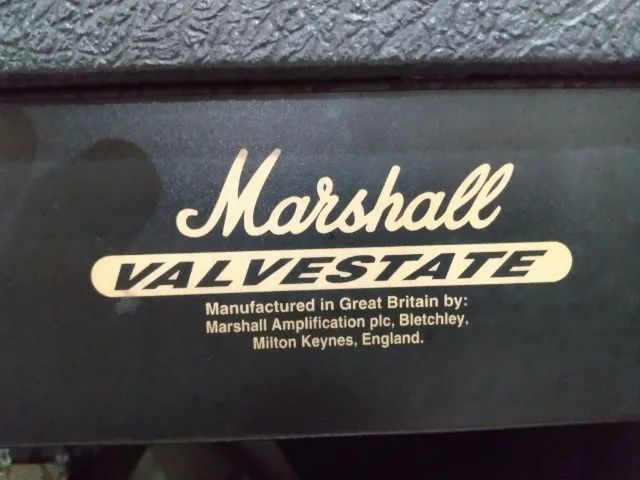 Marshall
VALVESTATE
Manufactured in Great Britain by:
Marshall Amplification plc, Bletchley,
Milton Keynes, England.